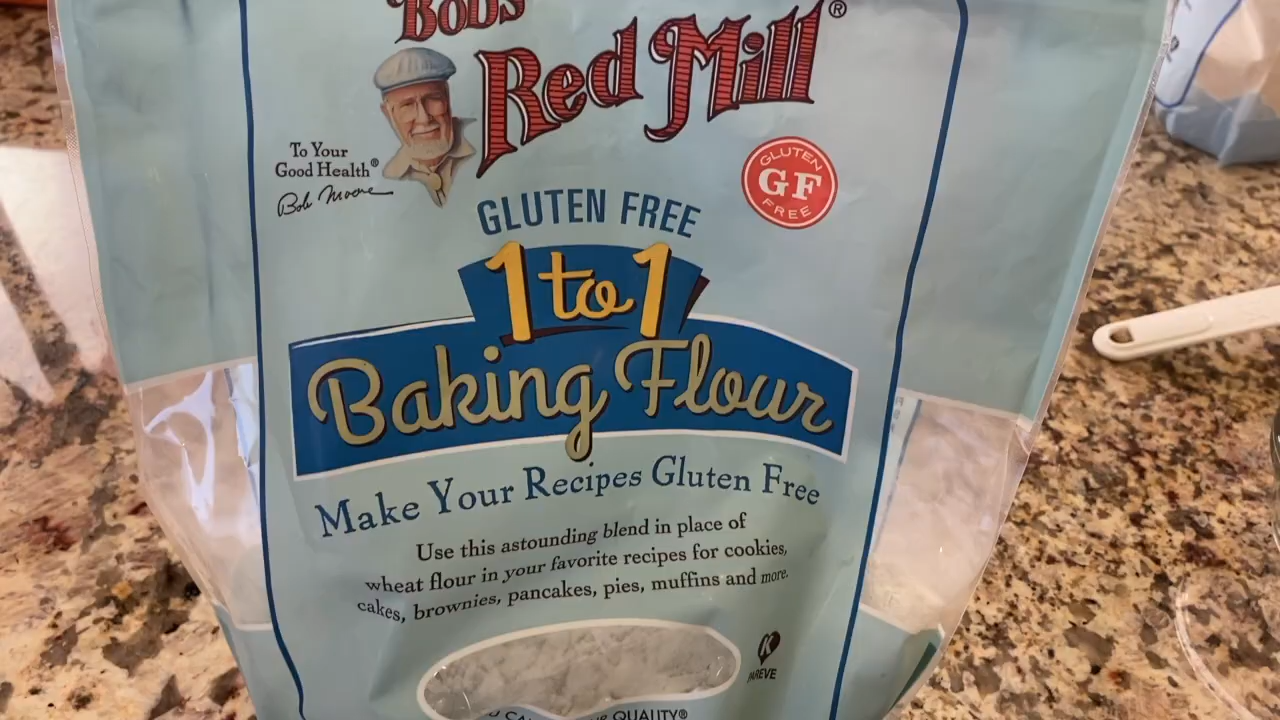 Bob's
Red Mill®
To Your
Good Health®
Bob Moore
GLUTEN
GF
FREE
GLUTEN FREE
1 to 1
Baking Flour
Make Your Recipes Gluten Free
Use this astounding blend in place of
wheat flour in your favorite recipes for cookies,
cakes, brownies, pancakes, pies, muffins and more.
K
PAREVE
QUALITY®